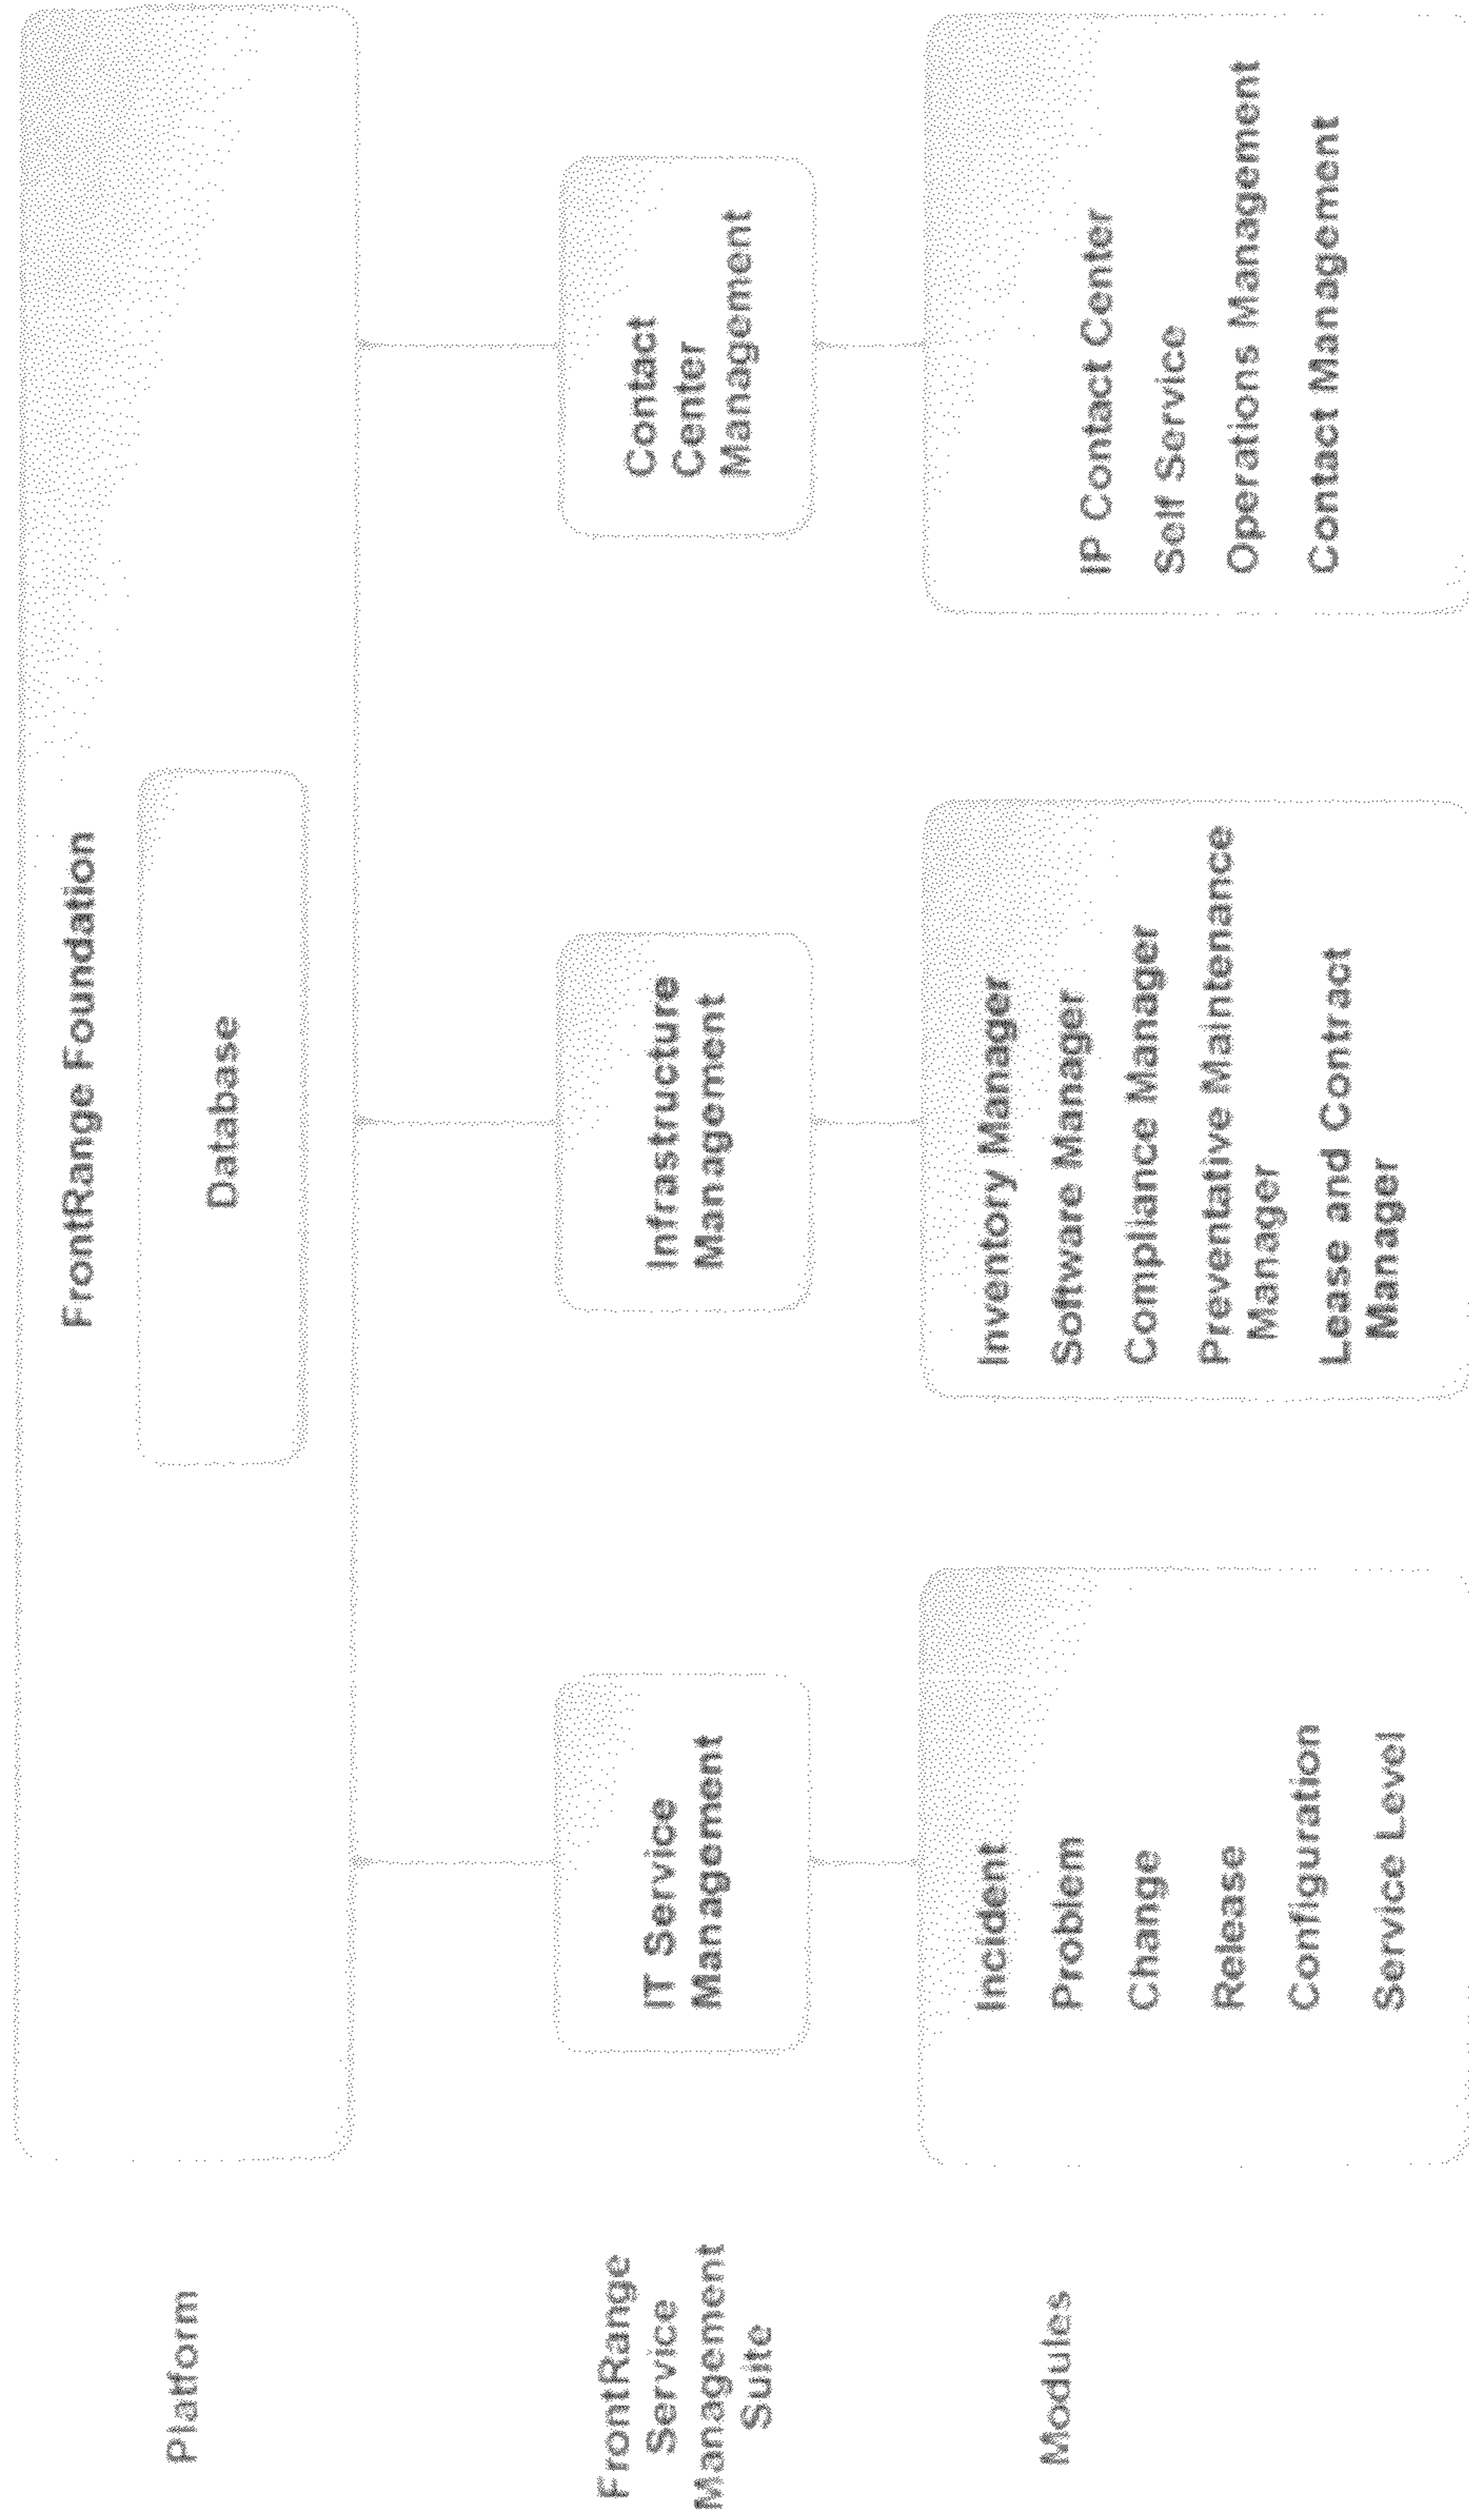 Platform
FrontRange Foundation
Database
FrontRange
Service
Management
Suite
IT Service
Management
Infrastructure
Management
Contact
Center
Management
Modules
Incident
Problem
Change
Release
Configuration
Service Level
Inventory Manager
Software Manager
Compliance Manager
Preventative Maintenance
Manager
Lease and Contract
Manager
IP Contact Center
Self Service
Operations Management
Contact Management